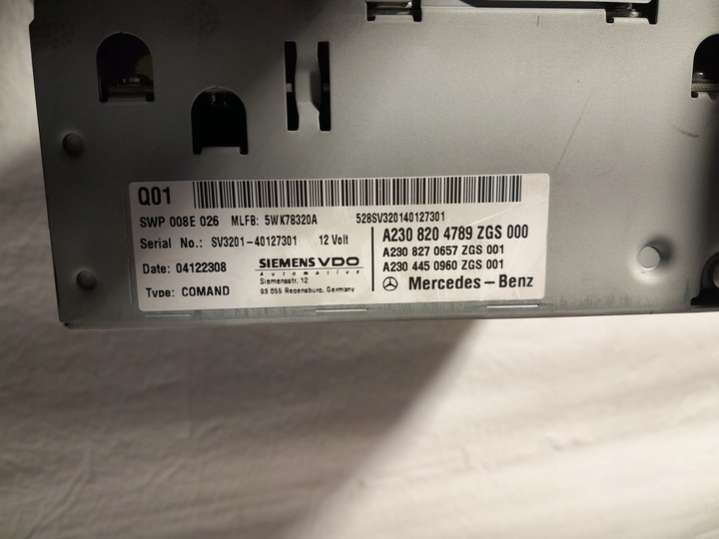 Q01
SWP 008E 026 MLFB: 5WK78320A 528SV320140127301
Serial No.: SV3201-40127301 12 Volt
Date: 04122308
SIEMENS VDO
Automotive
Siemensstr. 12
93 055 Regensburg, Germany
Type: COMAND
A230 820 4789 ZGS 000
A230 827 0657 ZGS 001
A230 445 0960 ZGS 001
Mercedes-Benz